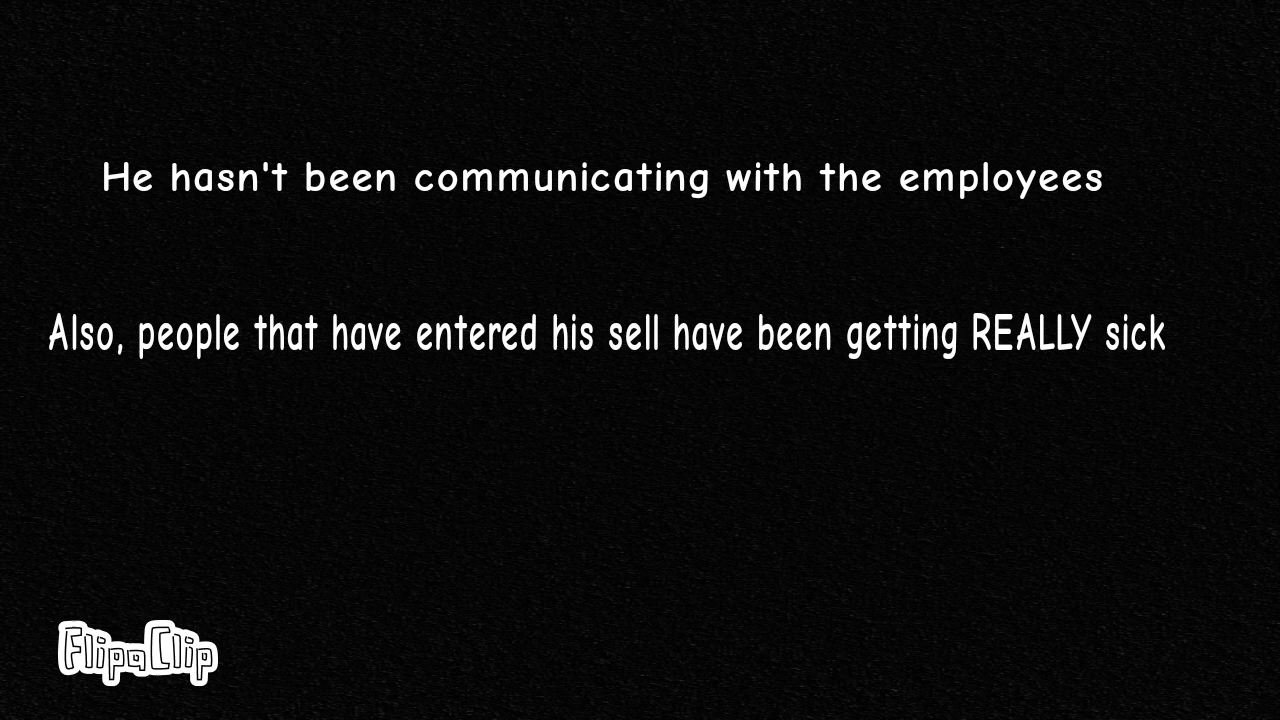 He hasn't been communicating with the employees
Also, people that have entered his sell have been getting REALLY sick
FlipaClip